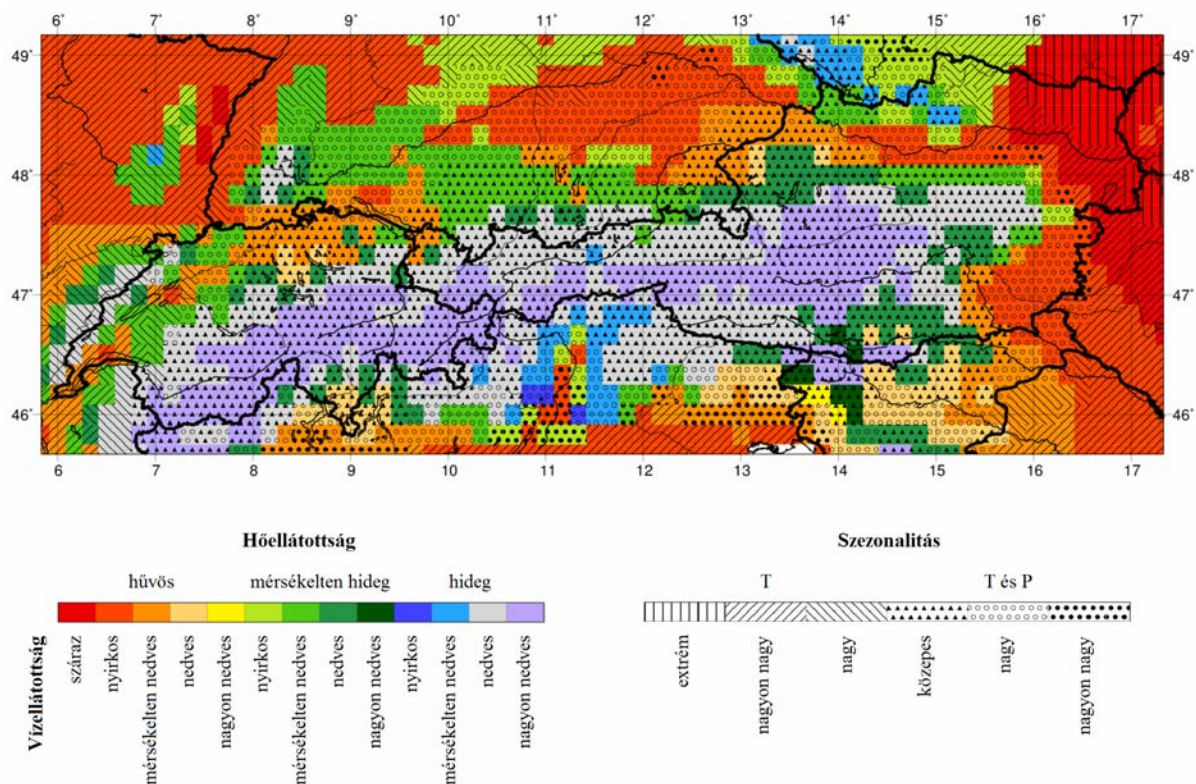 6° 7° 8° 9° 10° 11° 12° 13° 14° 15° 16° 17°
49° 49°
48° 48°
47° 47°
46° 46°
6 7 8 9 10 11 12 13 14 15 16 17
Hőellátottság
hűvös mérsékelten hideg hideg
Vízellátottság
száraz
nyirkos
mérsékelten nedves
nedves
nagyon nedves
nyirkos
mérsékelten nedves
nedves
nagyon nedves
nyirkos
mérsékelten nedves
nedves
nagyon nedves
Szezonalitás
T T és P
extrém
nagyon nagy
nagy
közepes
nagy
nagyon nagy